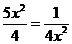 5x²/4 = 1/4x²